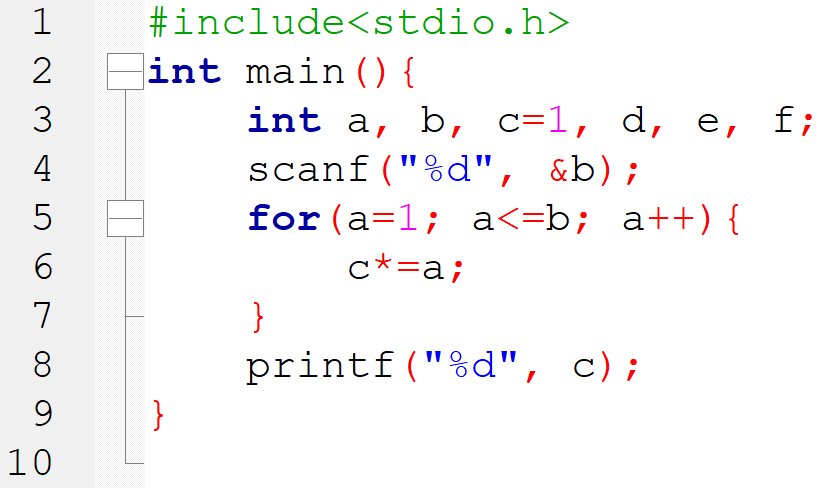 1 #include<stdio.h>
2 int main(){
3 int a, b, c=1, d, e, f;
4 scanf("%d", &b);
5 for(a=1; a<=b; a++){
6 c*=a;
7 }
8 printf("%d", c);
9 }
10